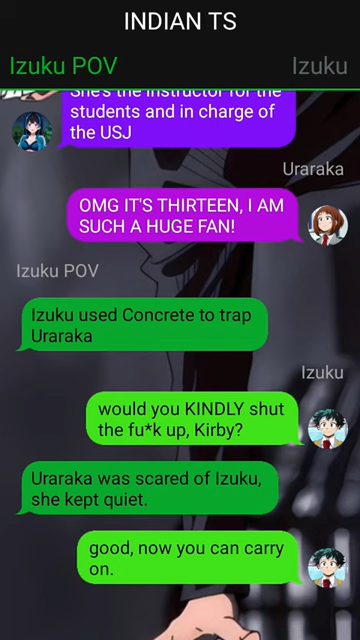 INDIAN TS
Izuku POV
Izuku
She's the instructor for the
students and in charge of
the USJ
Uraraka
OMG IT'S THIRTEEN, I AM
SUCH A HUGE FAN!
Izuku POV
Izuku used Concrete to trap
Uraraka
Izuku
would you KINDLY shut
the fu*k up, Kirby?
Uraraka was scared of Izuku,
she kept quiet.
good, now you can carry
on.